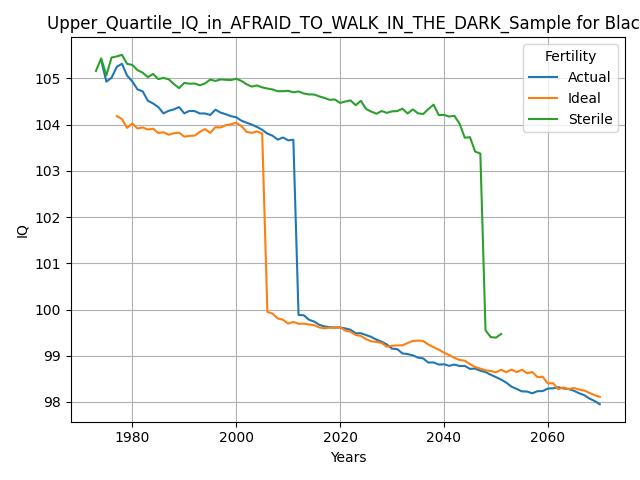 Upper_Quartile_IQ_in_AFRAID_TO_WALK_IN_THE_DARK_Sample for Blac
Fertility
Actual
Ideal
Sterile
105
104
103
102
101
100
99
98
IQ
1980
2000
2020
2040
2060
Years